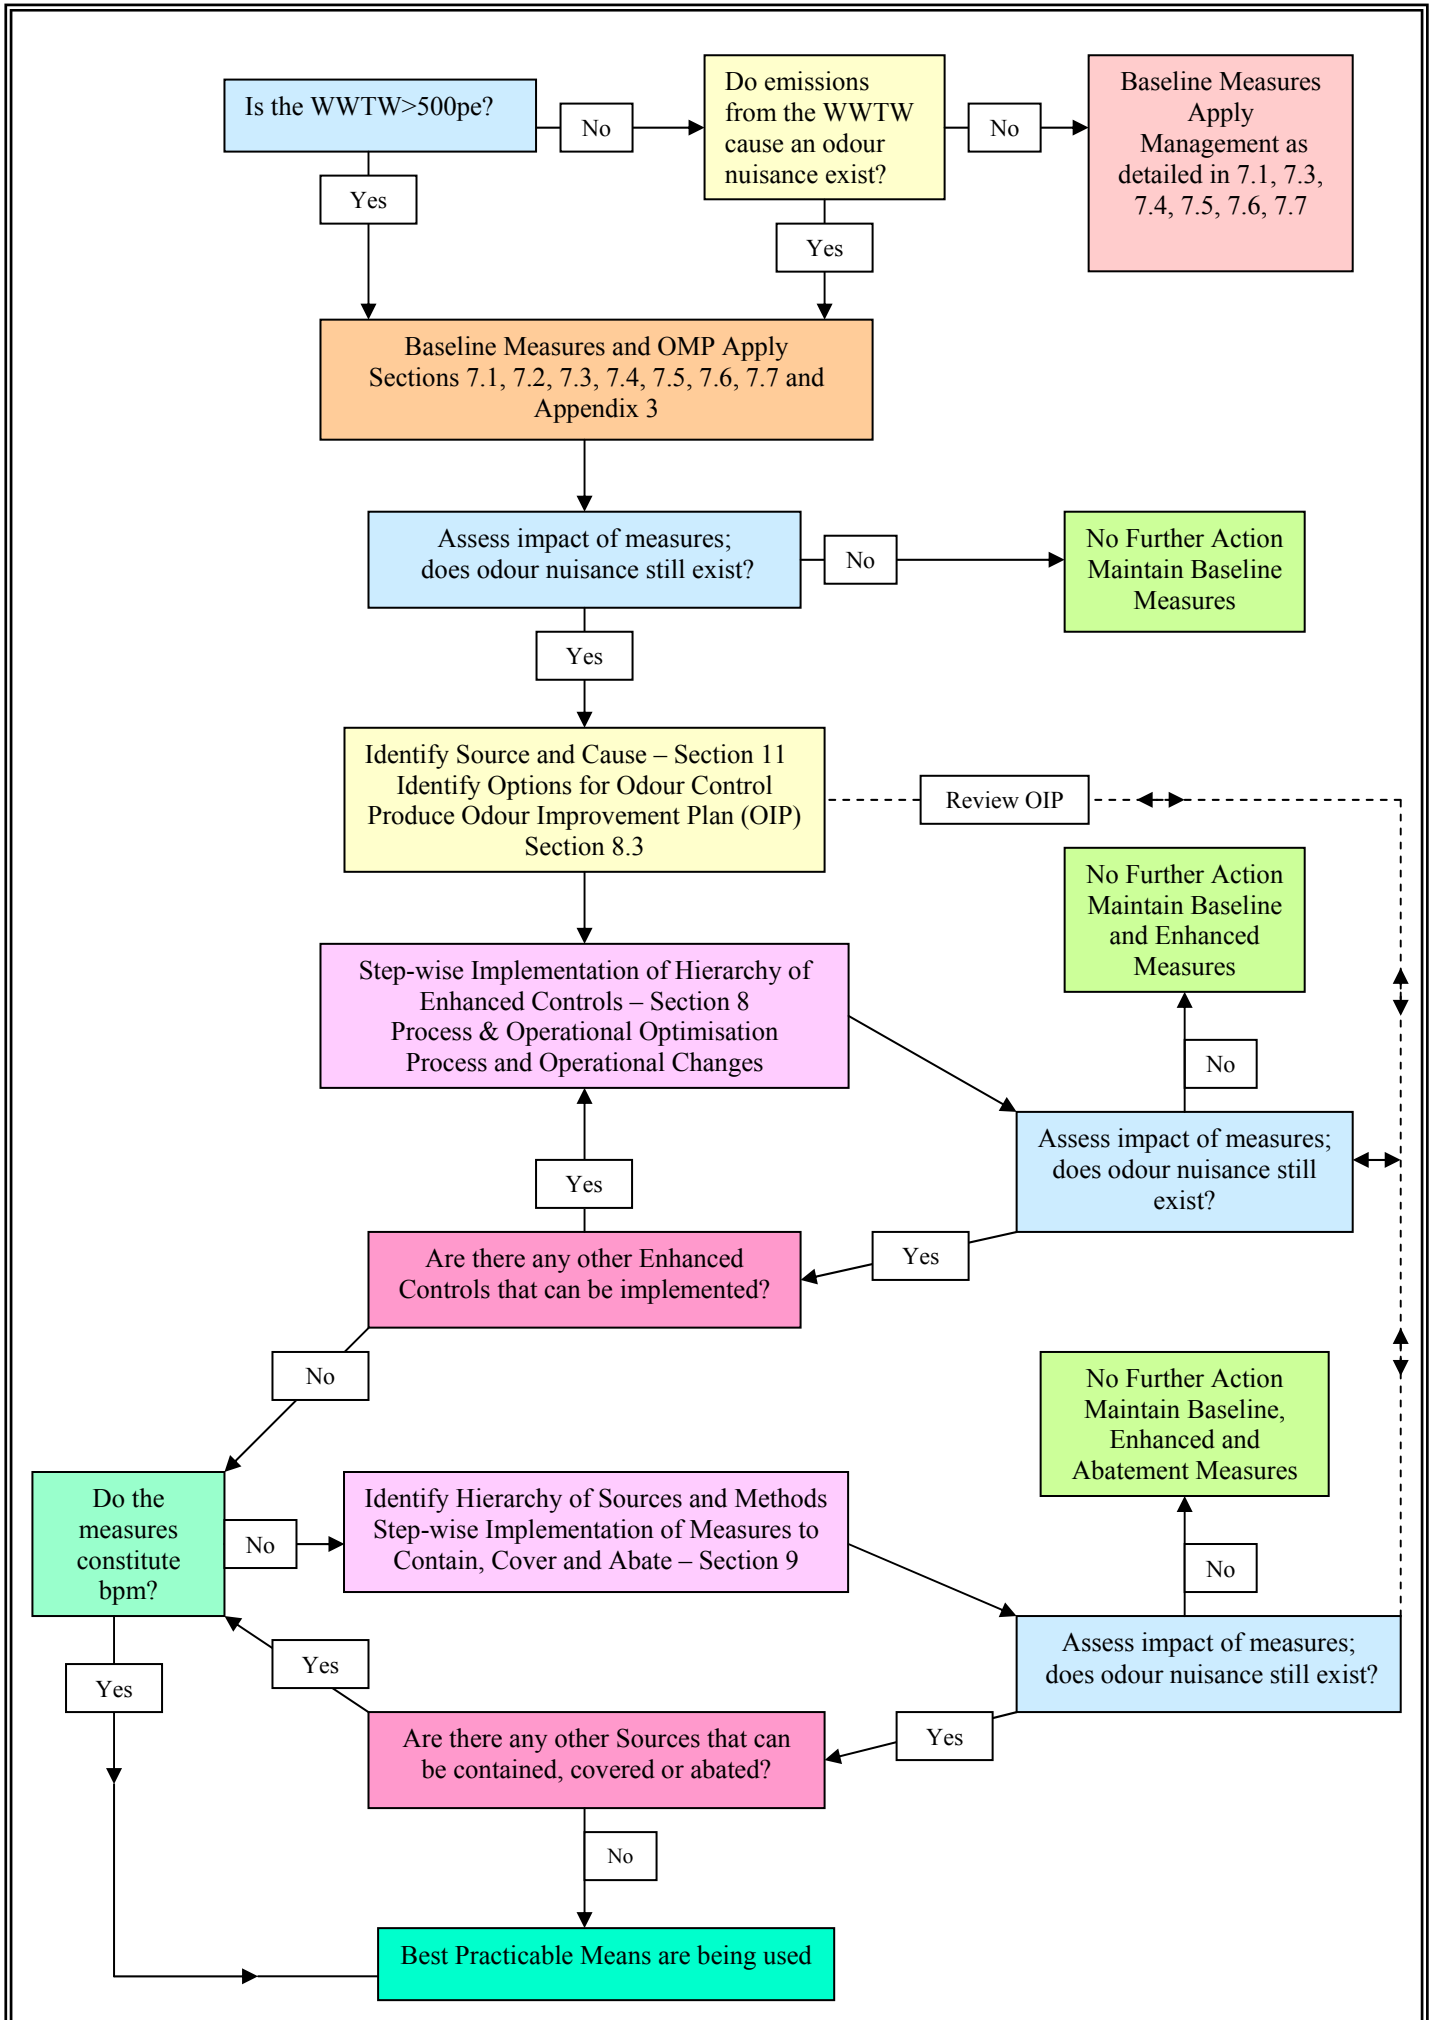 Is the WWTW>500pe?
No
Do emissions
from the WWTW
cause an odour
nuisance exist?
No
Baseline Measures
Apply
Management as
detailed in 7.1, 7.3,
7.4, 7.5, 7.6, 7.7
Yes
Yes
Baseline Measures and OMP Apply
Sections 7.1, 7.2, 7.3, 7.4, 7.5, 7.6, 7.7 and
Appendix 3
Assess impact of measures;
does odour nuisance still exist?
No
No Further Action
Maintain Baseline
Measures
Yes
Identify Source and Cause – Section 11
Identify Options for Odour Control
Produce Odour Improvement Plan (OIP)
Section 8.3
Review OIP
No Further Action
Maintain Baseline
and Enhanced
Measures
Step-wise Implementation of Hierarchy of
Enhanced Controls – Section 8
Process & Operational Optimisation
Process and Operational Changes
No
Assess impact of measures;
does odour nuisance still
exist?
Yes
Yes
Are there any other Enhanced
Controls that can be implemented?
No
No Further Action
Maintain Baseline,
Enhanced and
Abatement Measures
Do the
measures
constitute
bpm?
No
Identify Hierarchy of Sources and Methods
Step-wise Implementation of Measures to
Contain, Cover and Abate – Section 9
No
Assess impact of measures;
does odour nuisance still exist?
Yes
Yes
Yes
Are there any other Sources that can
be contained, covered or abated?
No
Best Practicable Means are being used